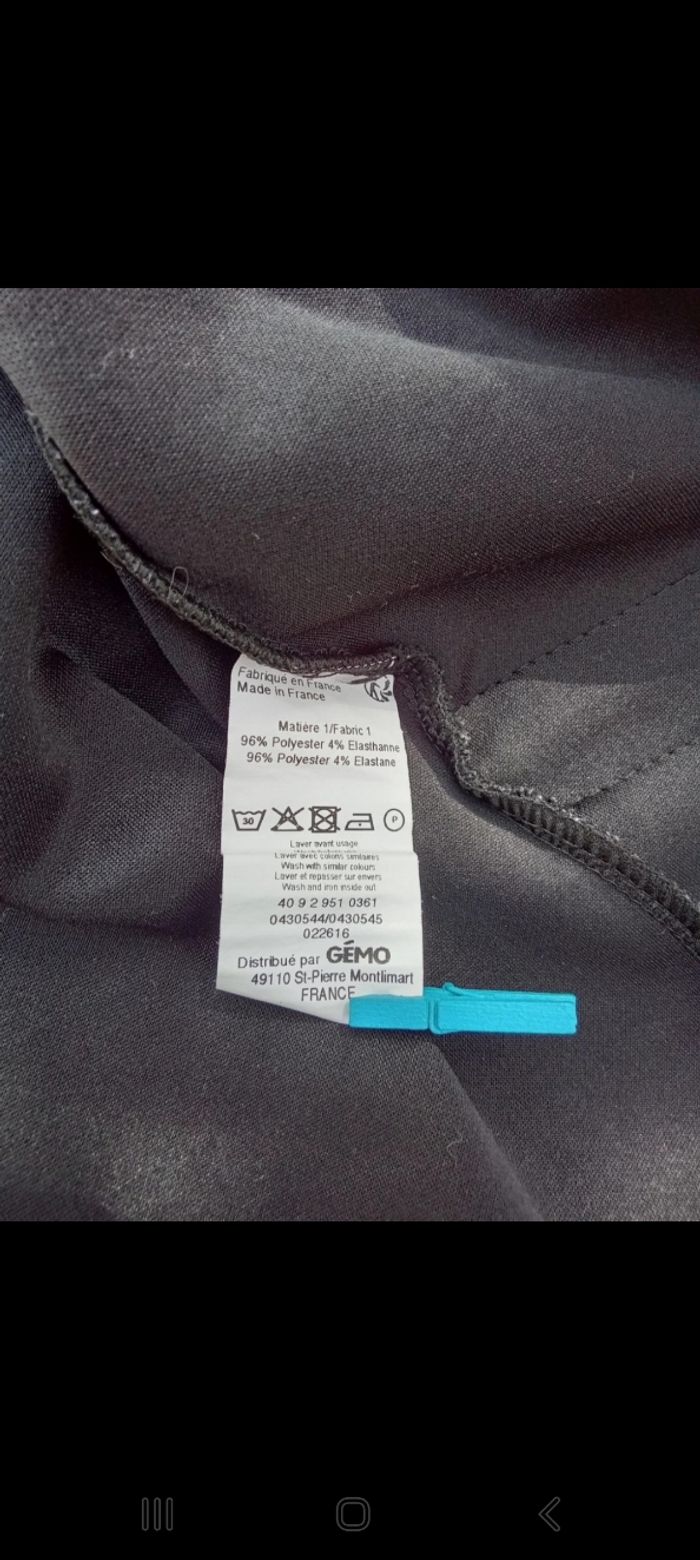 Fabriqué en France
Made in France
Matière 1/Fabric 1
96% Polyester 4% Elasthanne
96% Polyester 4% Elastane
30
P
Laver avant usage
Laver avec coloris similaires
Wash with similar colours
Laver et repasser sur envers
Wash and iron inside out
40 9 2 951 0361
0430544/0430545
022616
Distribué par GÉMO
49110 St-Pierre Montlimart
FRANCE